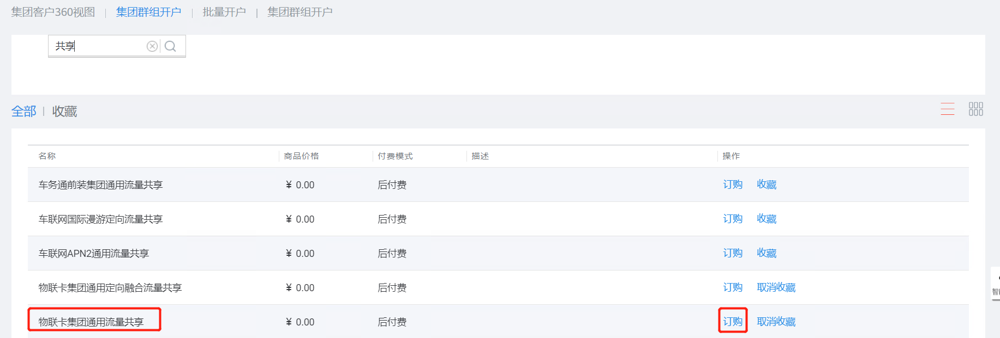 集团客户360视图 | 集团群组开户 | 批量开户 | 集团群组开户
共享
全部 | 收藏
名称 商品价格 付费模式 描述 操作
车务通前装集团通用流量共享 ¥ 0.00 后付费 订购 收藏
车联网国际漫游定向流量共享 ¥ 0.00 后付费 订购 收藏
车联网APN2通用流量共享 ¥ 0.00 后付费 订购 收藏
物联卡集团通用定向融合流量共享 ¥ 0.00 后付费 订购 取消收藏
智
物联卡集团通用流量共享 ¥ 0.00 后付费 订购 取消收藏